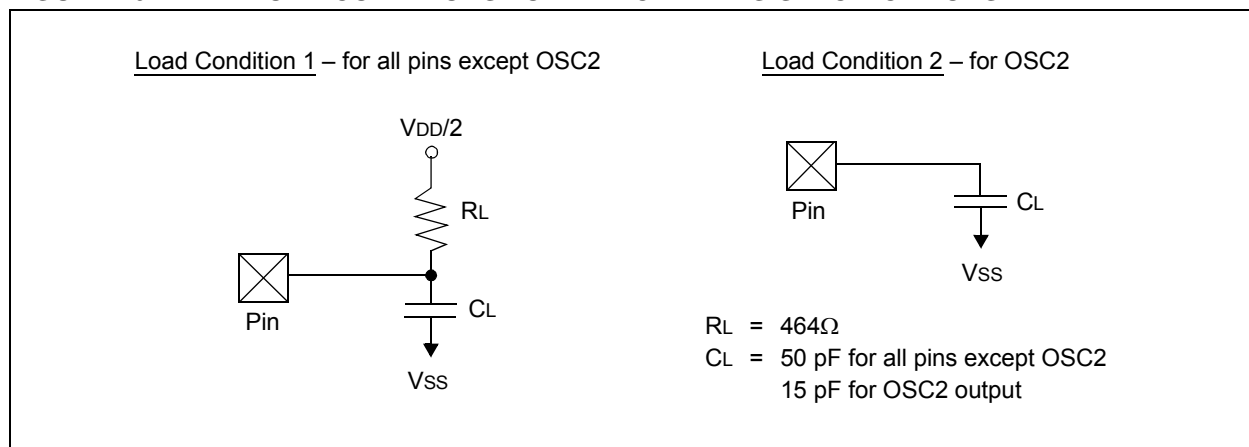 Load Condition 1 – for all pins except OSC2
VDD/2
RL
Pin
CL
VSS
Load Condition 2 – for OSC2
Pin
CL
VSS
RL = 464Ω
CL = 50 pF for all pins except OSC2
15 pF for OSC2 output